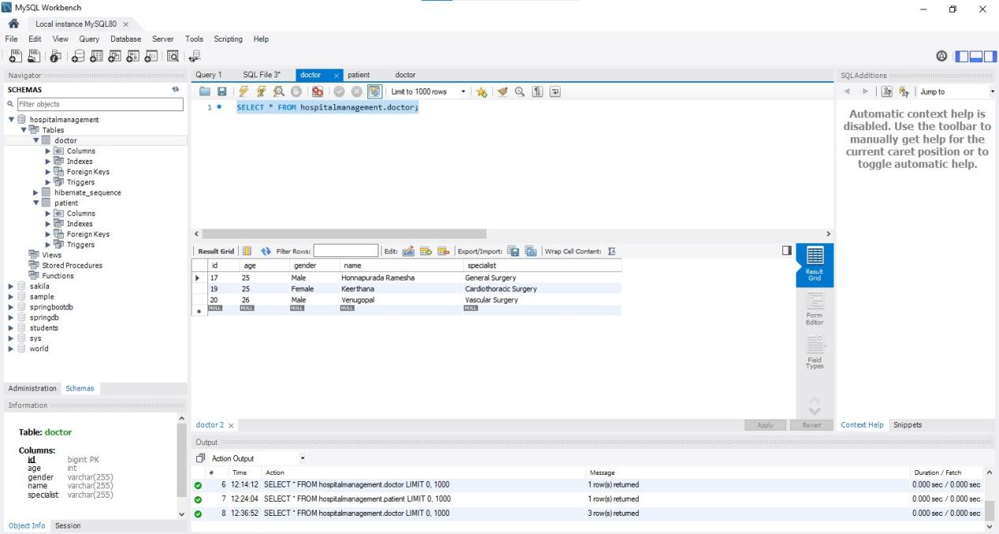 MySQL Workbench
Local instance MySQL80
File Edit View Query Database Server Tools Scripting Help
Navigator
SCHEMAS
Filter objects
hospitalmanagement
Tables
doctor
Columns
Indexes
Foreign Keys
Triggers
hibernate_sequence
patient
Columns
Indexes
Foreign Keys
Triggers
Views
Stored Procedures
Functions
sakila
sample
springbootdb
springdb
students
sys
world
Administration Schemas
Information
Table: doctor
Columns:
id bigint PK
age int
gender varchar(255)
name varchar(255)
specialist varchar(255)
Object Info Session
Query 1 SQL File 3* doctor patient doctor
Limit to 1000 rows
1 SELECT * FROM hospitalmanagement.doctor;
Result Grid Filter Rows: Edit: Export/Import: Wrap Cell Content:
id age gender name specialist
17 25 Male Honnapurada Ramesha General Surgery
19 25 Female Keerthana Cardiothoracic Surgery
20 26 Male Venugopal Vascular Surgery
NULL NULL NULL NULL NULL
Result
Grid
Form
Editor
Field
Types
doctor 2 Apply Revert
Output
Action Output
# Time Action Message Duration / Fetch
6 12:14:12 SELECT * FROM hospitalmanagement.doctor LIMIT 0, 1000 1 row(s) returned 0.000 sec / 0.000 sec
7 12:24:04 SELECT * FROM hospitalmanagement.patient LIMIT 0, 1000 1 row(s) returned 0.000 sec / 0.000 sec
8 12:36:52 SELECT * FROM hospitalmanagement.doctor LIMIT 0, 1000 3 row(s) returned 0.000 sec / 0.000 sec
SQLAdditions
Jump to
Automatic context help is
disabled. Use the toolbar to
manually get help for the
current caret position or to
toggle automatic help.
Context Help Snippets